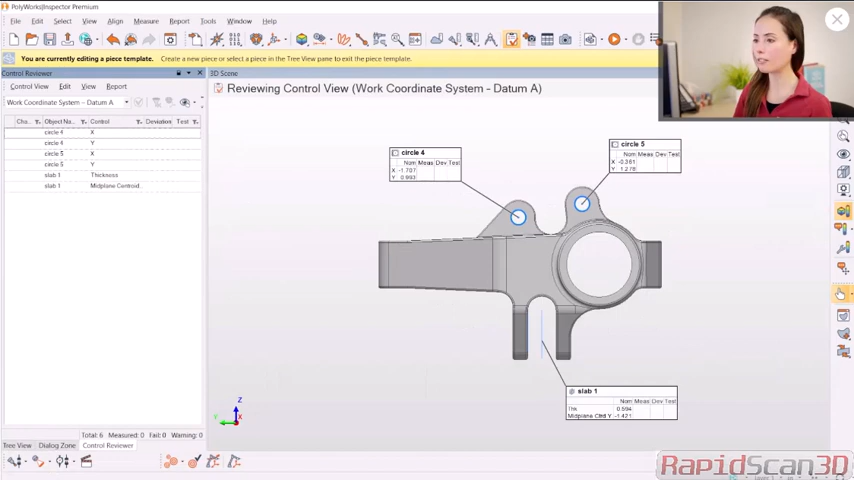 PolyWorks|Inspector Premium
File Edit View Align Measure Report Tools Window Help
You are currently editing a piece template. Create a new piece or select a piece in the Tree View pane to exit the piece template.
Control Reviewer
3D Scene
Control View Edit View Report
Work Coordinate System - Datum A
Reviewing Control View (Work Coordinate System - Datum A)
Cha.. Object Na.. Control Deviation Test
circle 4 X
circle 4 Y
circle 5 X
circle 5 Y
slab 1 Thickness
slab 1 Midplane Centroid..
circle 4
Nom Meas Dev Test
X -1.707
Y 0.993
circle 5
Nom Meas Dev Test
X -0.361
Y 1.278
slab 1
Nom Meas Dev Test
Thk 0.594
Midplane Ctrd Y -1.421
Z
Y
X
Total: 6 Measured: 0 Fail: 0 Warning: 0
Tree View Dialog Zone Control Reviewer
RapidScan3D